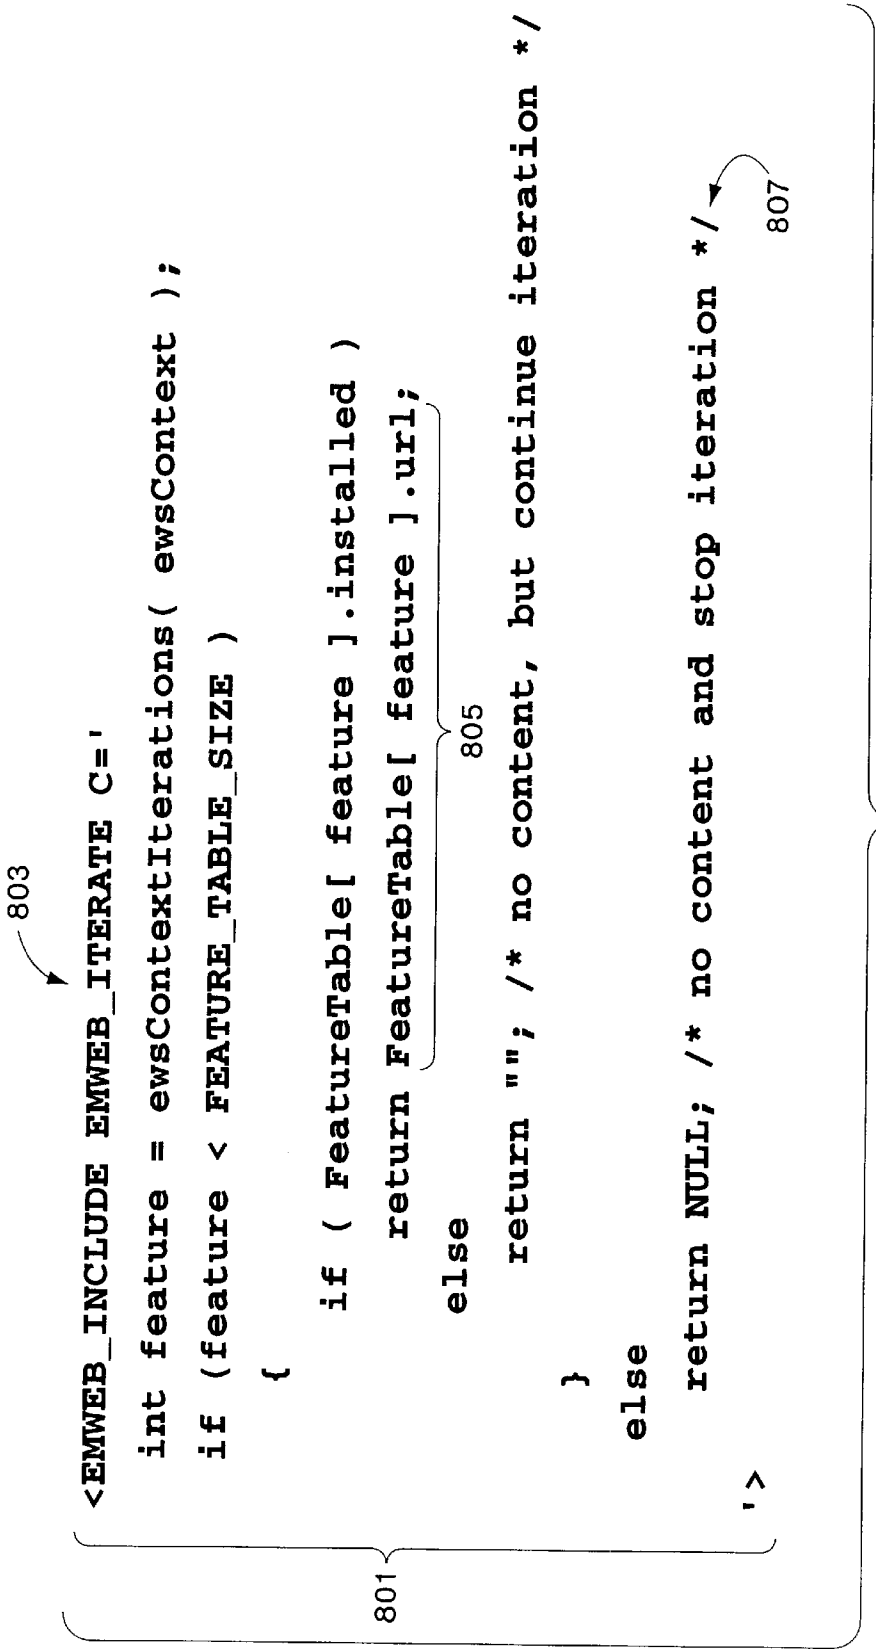 803
<EMWEB_INCLUDE EMWEB_ITERATE C='
int feature = ewsContextIterations( ewsContext );
if (feature < FEATURE_TABLE_SIZE )
{
if ( FeatureTable[ feature ].installed )
return FeatureTable[ feature ].url;
805
else
return ""; /* no content, but continue iteration */
}
else
return NULL; /* no content and stop iteration */
807
'>
801